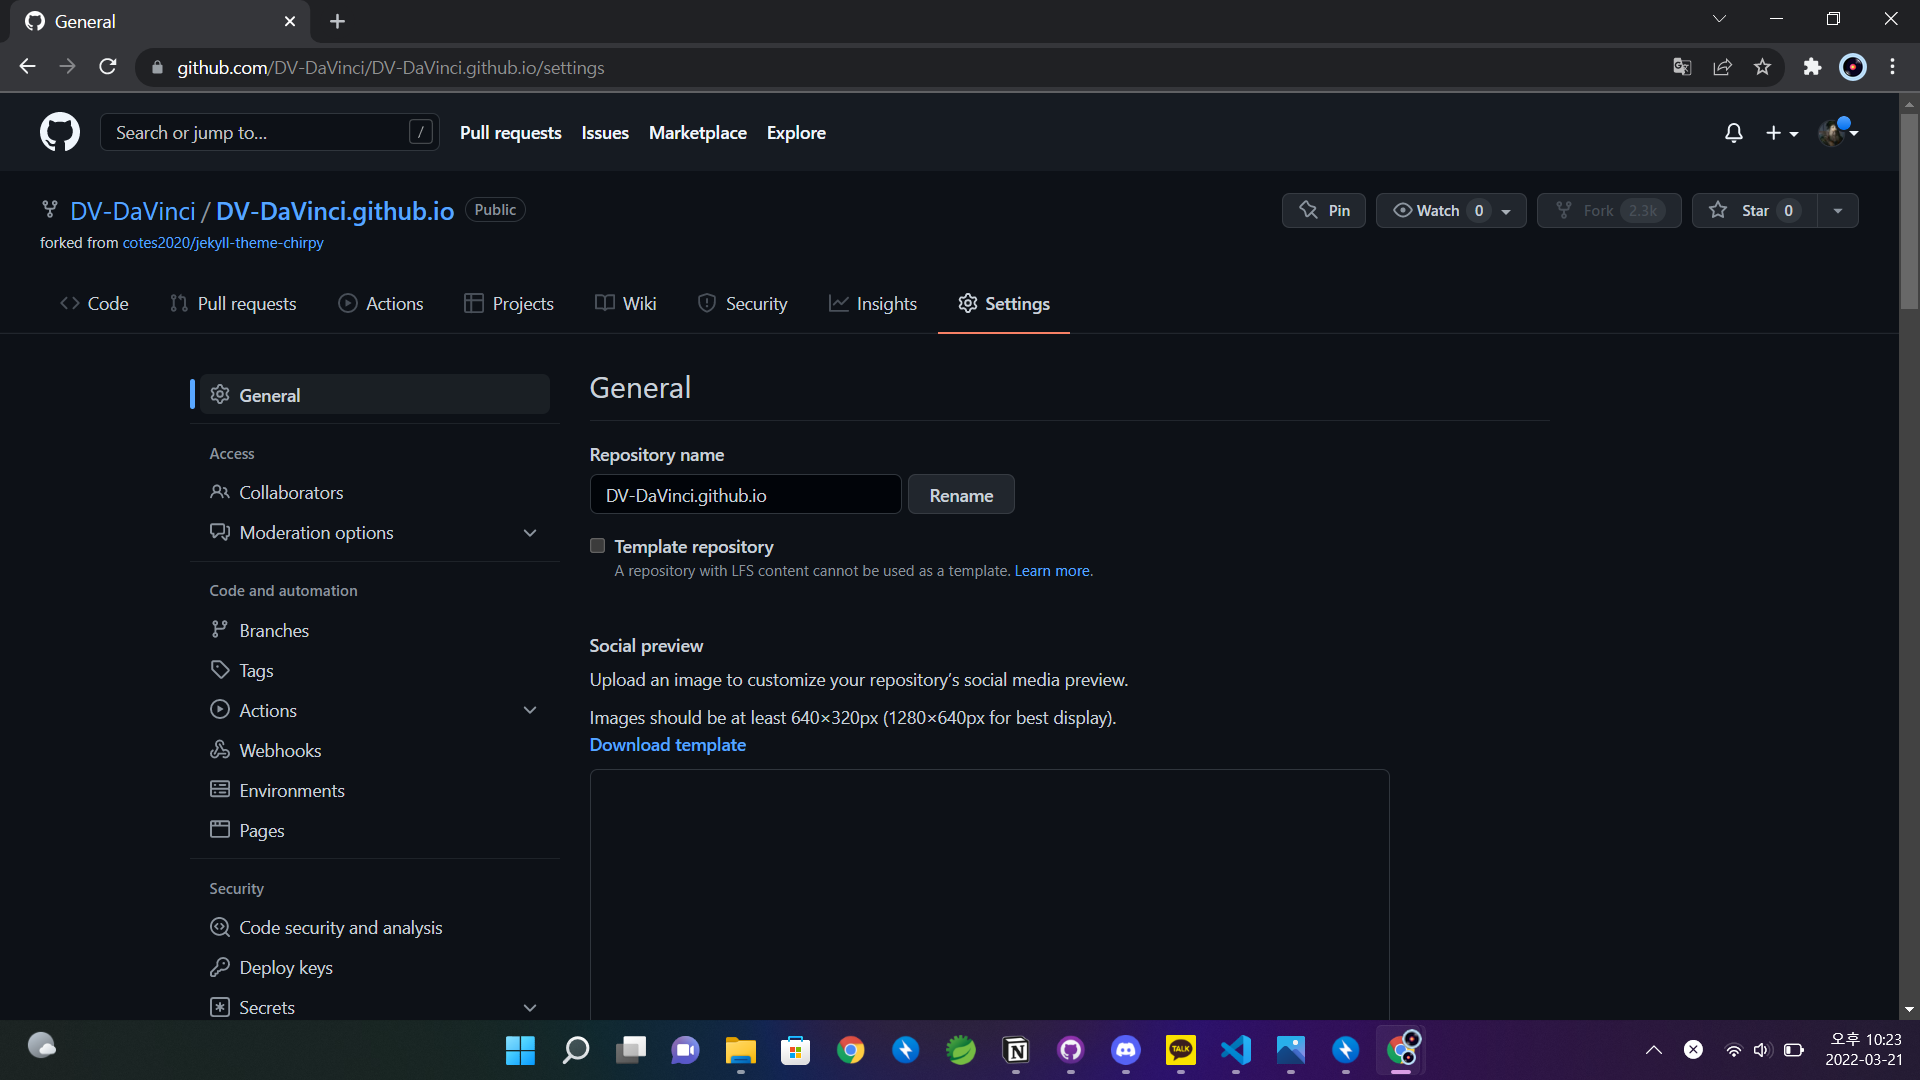 General
github.com/DV-DaVinci/DV-DaVinci.github.io/settings
Search or jump to...
/
Pull requests
Issues
Marketplace
Explore
DV-DaVinci / DV-DaVinci.github.io
Public
forked from cotes2020/jekyll-theme-chirpy
Pin
Watch 0
Fork 2.3k
Star 0
Code
Pull requests
Actions
Projects
Wiki
Security
Insights
Settings
General
Access
Collaborators
Moderation options
Code and automation
Branches
Tags
Actions
Webhooks
Environments
Pages
Security
Code security and analysis
Deploy keys
Secrets
General
Repository name
DV-DaVinci.github.io
Rename
Template repository
A repository with LFS content cannot be used as a template. Learn more.
Social preview
Upload an image to customize your repository’s social media preview.
Images should be at least 640×320px (1280×640px for best display).
Download template
TALK
오후 10:23
2022-03-21